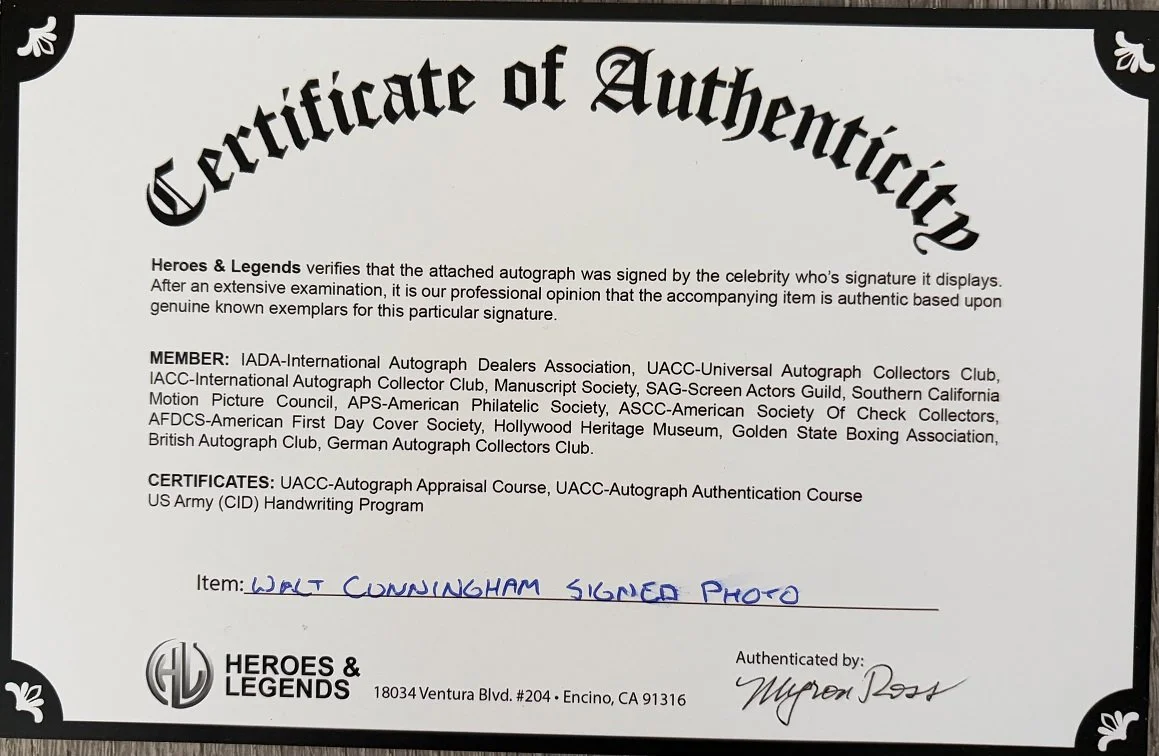 Certificate of Authenticity
Heroes & Legends verifies that the attached autograph was signed by the celebrity who's signature it displays.
After an extensive examination, it is our professional opinion that the accompanying item is authentic based upon
genuine known exemplars for this particular signature.
MEMBER: IADA-International Autograph Dealers Association, UACC-Universal Autograph Collectors Club,
IACC-International Autograph Collector Club, Manuscript Society, SAG-Screen Actors Guild, Southern California
Motion Picture Council, APS-American Philatelic Society, ASCC-American Society Of Check Collectors,
AFDCS-American First Day Cover Society, Hollywood Heritage Museum, Golden State Boxing Association,
British Autograph Club, German Autograph Collectors Club.
CERTIFICATES: UACC-Autograph Appraisal Course, UACC-Autograph Authentication Course
US Army (CID) Handwriting Program
Item: WALT CUNNINGHAM SIGNED PHOTO
HL HEROES &
LEGENDS
18034 Ventura Blvd. #204 • Encino, CA 91316
Authenticated by:
Myron Ross